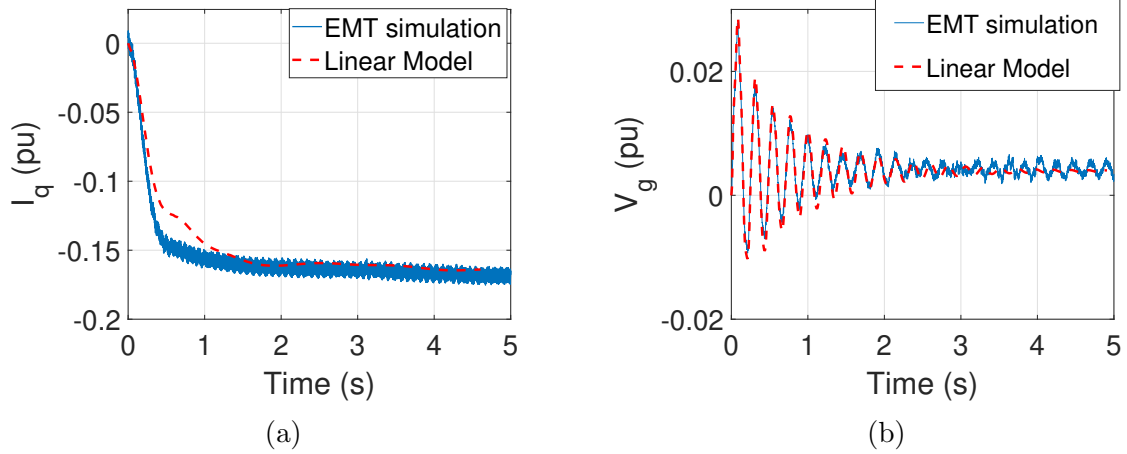 EMT simulation
Linear Model
0
-0.05
-0.1
-0.15
-0.2
I_q (pu)
0 1 2 3 4 5
Time (s)
(a)
EMT simulation
Linear Model
0.02
0
-0.02
V_g (pu)
0 1 2 3 4 5
Time (s)
(b)